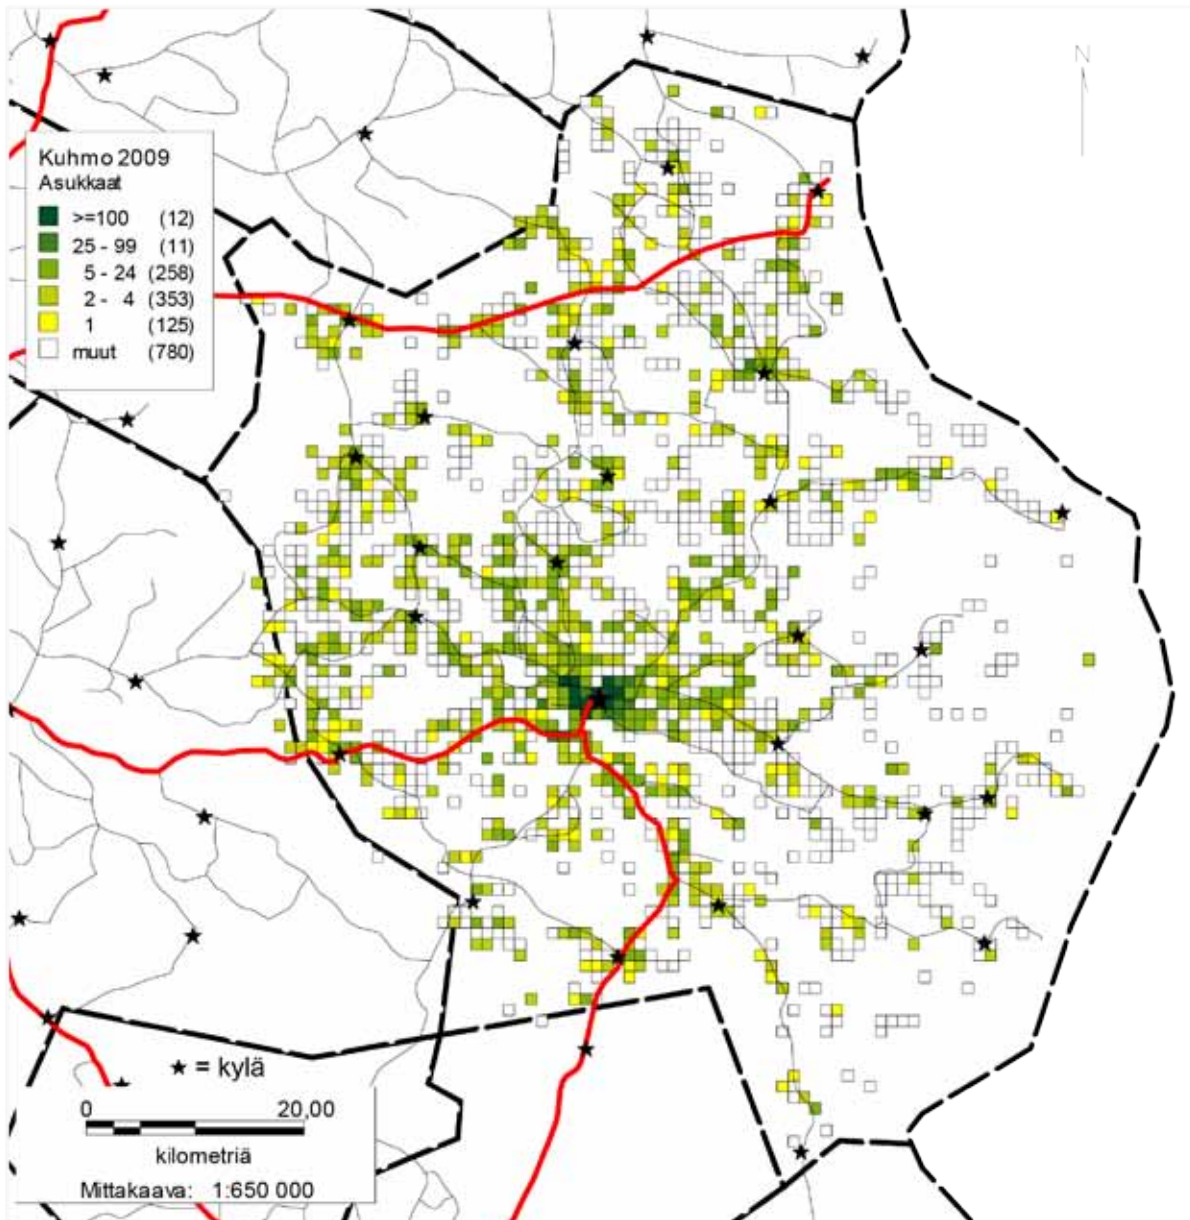 N
Kuhmo 2009
Asukkaat
>=100 (12)
25 - 99 (11)
5 - 24 (258)
2 - 4 (353)
1 (125)
muut (780)
★ = kylä
0 20,00
kilometriä
Mittakaava: 1:650 000